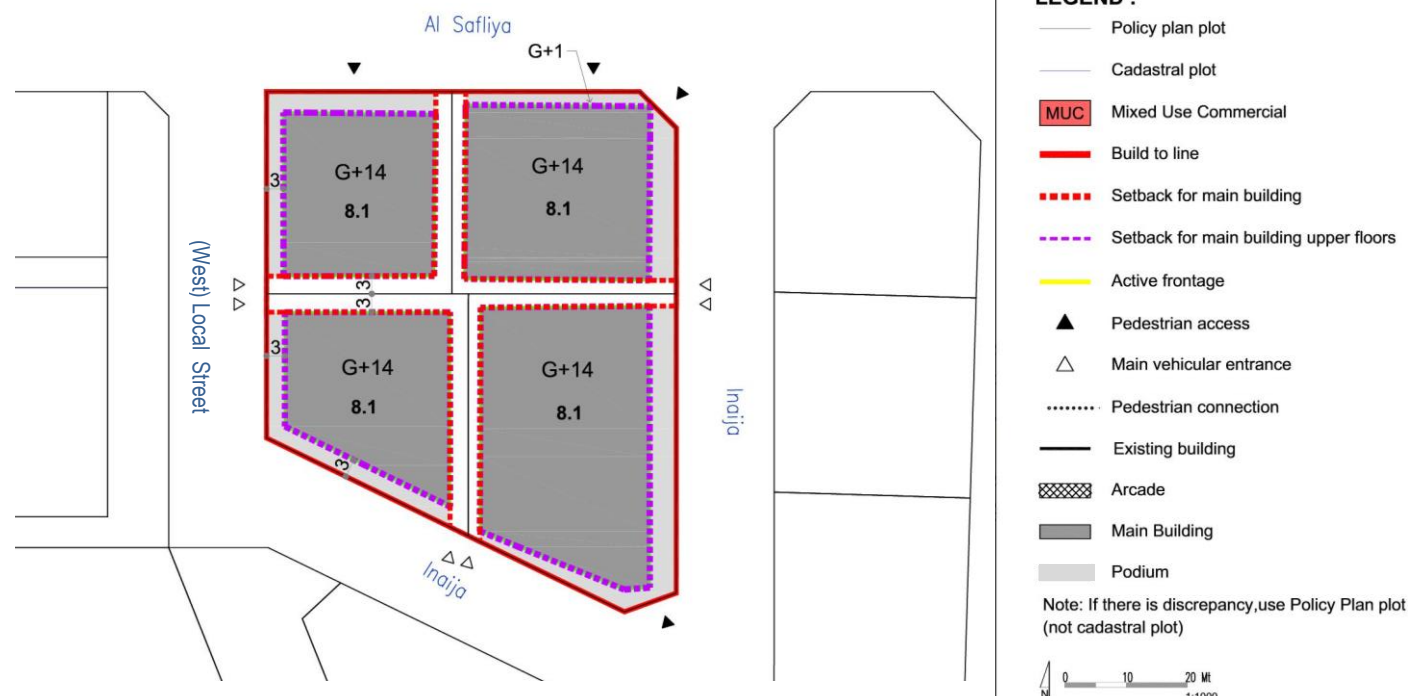 Al Safliya
G+1
G+14
8.1
G+14
8.1
3
3
3
3
G+14
8.1
G+14
8.1
3
(West) Local Street
Inaija
Inaija
LEGEND :
Policy plan plot
Cadastral plot
MUC Mixed Use Commercial
Build to line
Setback for main building
Setback for main building upper floors
Active frontage
Pedestrian access
Main vehicular entrance
Pedestrian connection
Existing building
Arcade
Main Building
Podium
Note: If there is discrepancy,use Policy Plan plot
(not cadastral plot)
N
0 10 20 Mt
1:1000